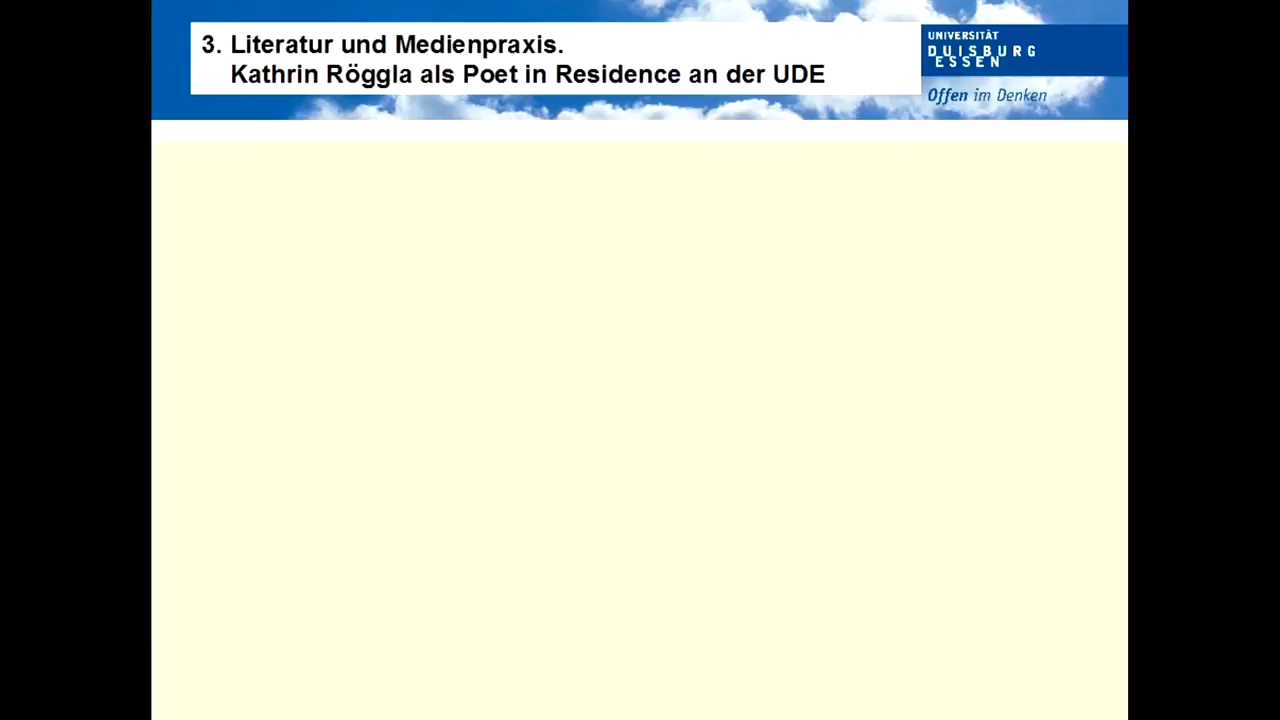 3. Literatur und Medienpraxis.
Kathrin Röggla als Poet in Residence an der UDE
UNIVERSITÄT
DUISBURG
ESSEN
Offen im Denken